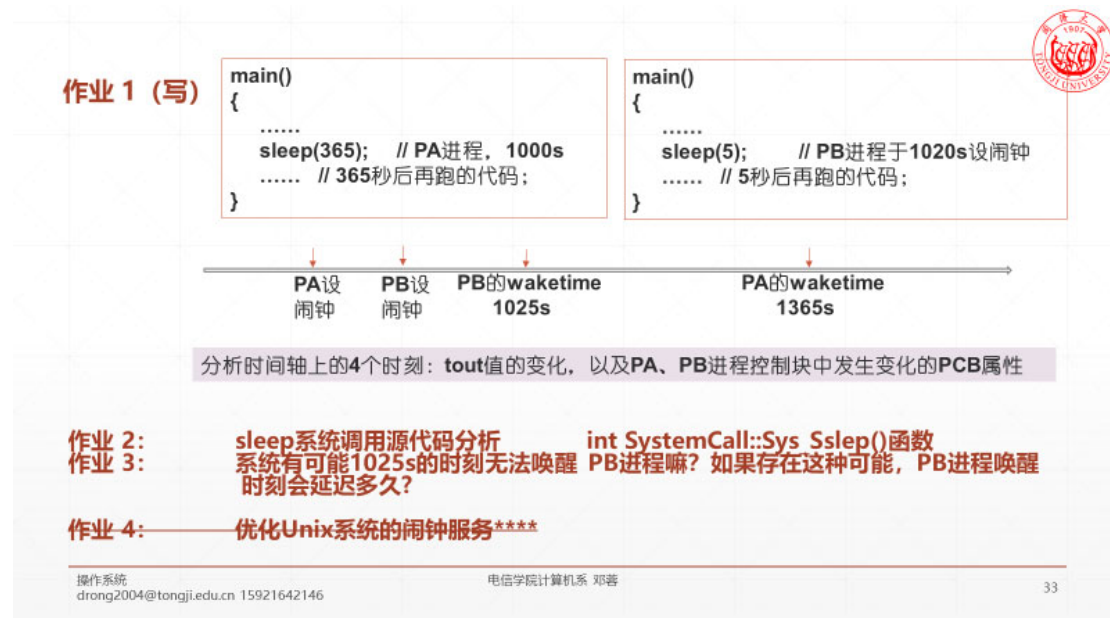 作业 1（写）
main()
{
……
sleep(365); // PA进程，1000s
…… // 365秒后再跑的代码；
}
main()
{
……
sleep(5); // PB进程于1020s设闹钟
…… // 5秒后再跑的代码；
}
同济大学
1907
TONGJI UNIVERSITY
PA设
闹钟
PB设
闹钟
PB的waketime
1025s
PA的waketime
1365s
分析时间轴上的4个时刻：tout值的变化，以及PA、PB进程控制块中发生变化的PCB属性
作业 2： sleep系统调用源代码分析 int SystemCall::Sys_Sslep()函数
作业 3： 系统有可能1025s的时刻无法唤醒 PB进程嘛？如果存在这种可能，PB进程唤醒
时刻会延迟多久？
作业 4： 优化Unix系统的闹钟服务****
操作系统
drong2004@tongji.edu.cn 15921642146
电信学院计算机系 邓蓉
33